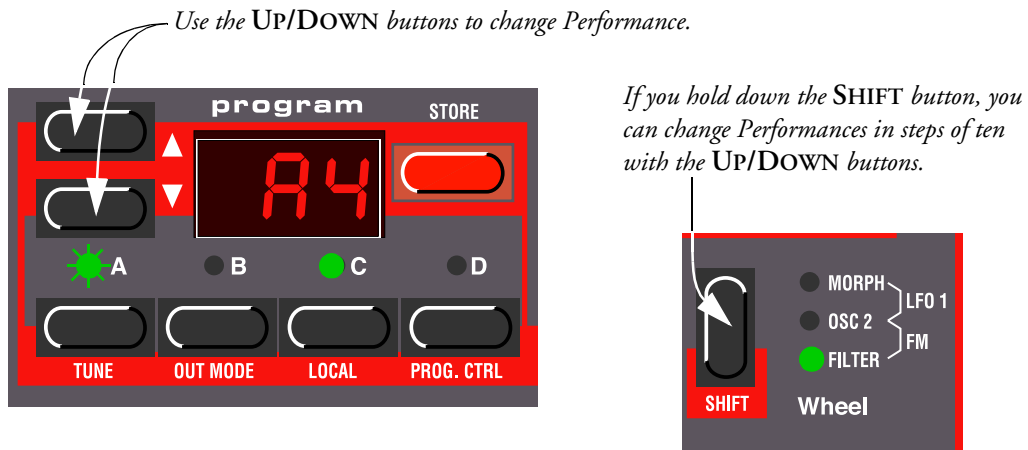 Use the UP/DOWN buttons to change Performance.
program
STORE
A4
A
B
C
D
TUNE
OUT MODE
LOCAL
PROG. CTRL
If you hold down the SHIFT button, you
can change Performances in steps of ten
with the UP/DOWN buttons.
MORPH
LFO 1
OSC 2
FM
FILTER
SHIFT
Wheel